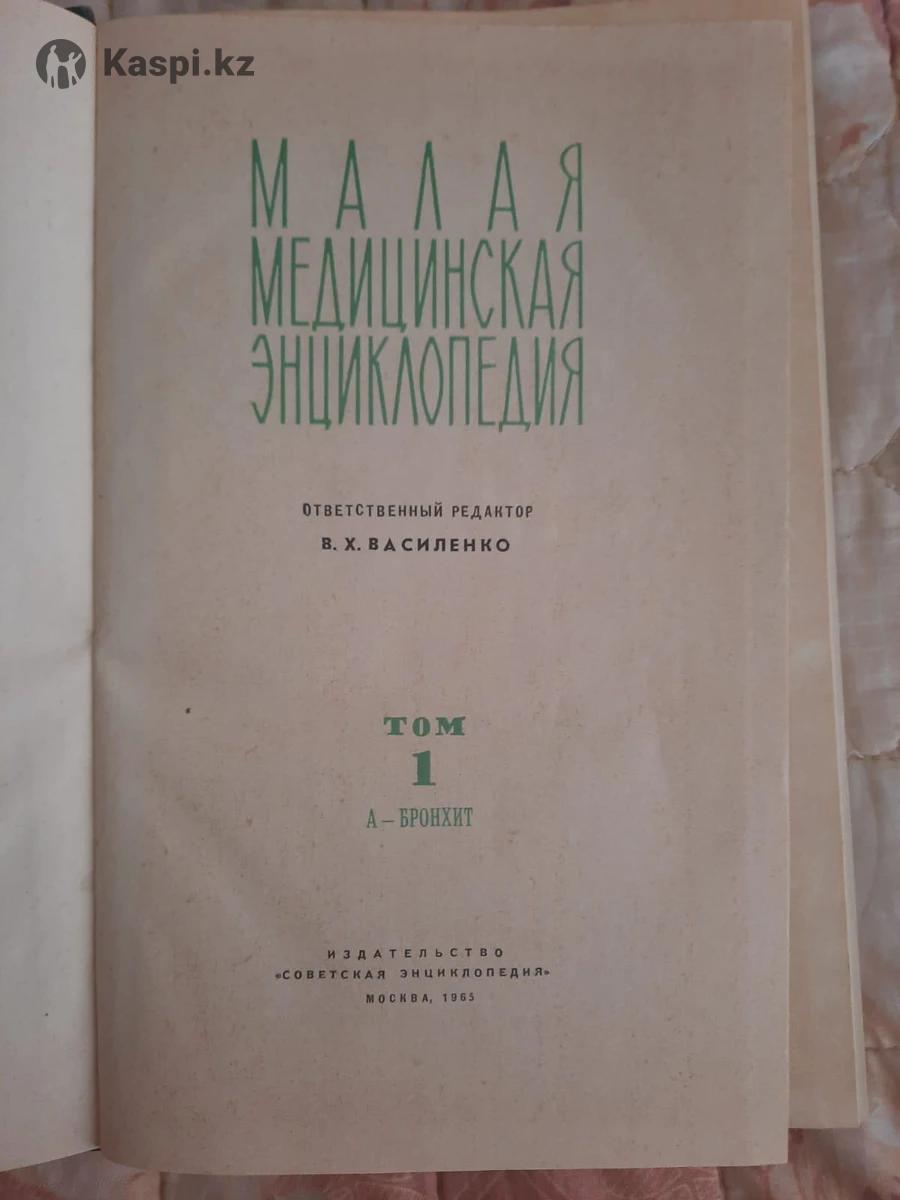 Kaspi.kz
МАЛАЯ
МЕДИЦИНСКАЯ
ЭНЦИКЛОПЕДИЯ
ОТВЕТСТВЕННЫЙ РЕДАКТОР
В. Х. ВАСИЛЕНКО
ТОМ
1
А — БРОНХИТ
ИЗДАТЕЛЬСТВО
«СОВЕТСКАЯ ЭНЦИКЛОПЕДИЯ»
МОСКВА, 1965